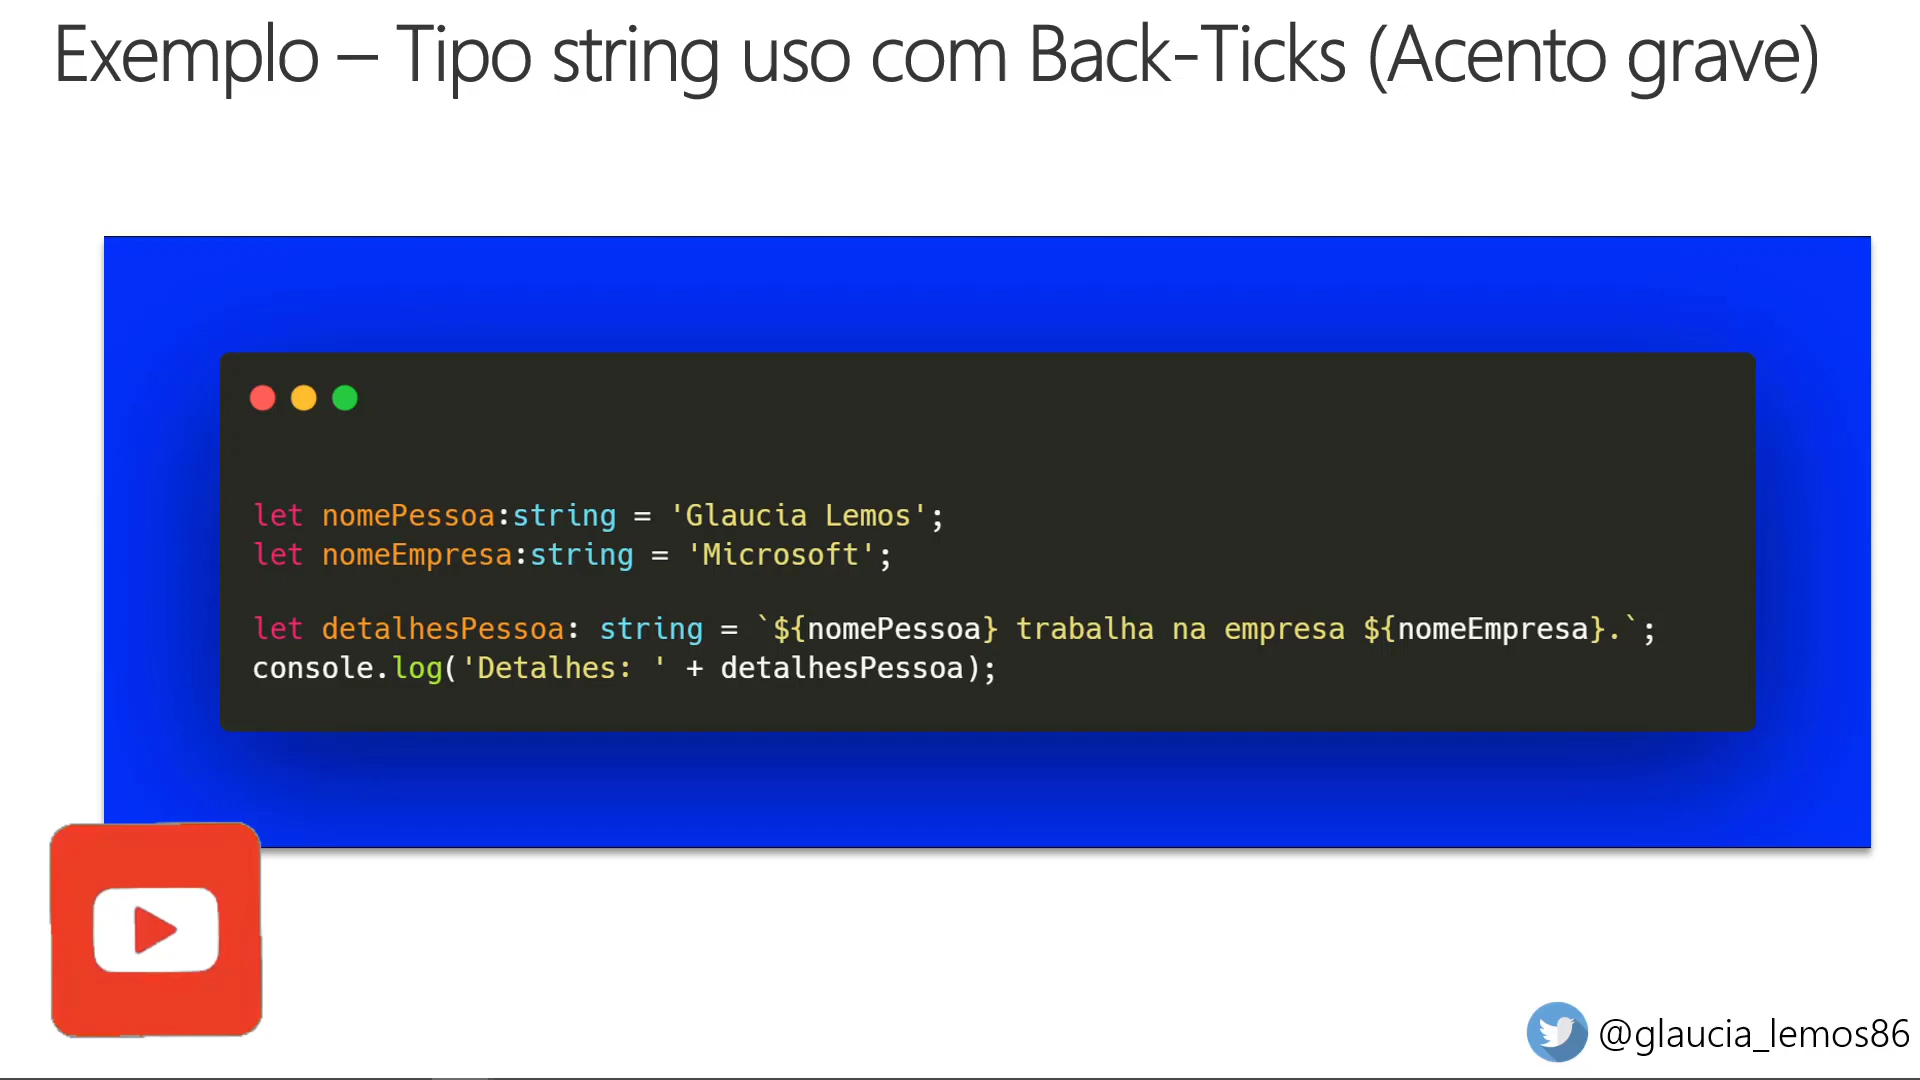 Exemplo – Tipo string uso com Back-Ticks (Acento grave)
let nomePessoa:string = 'Glaucia Lemos';
let nomeEmpresa:string = 'Microsoft';
let detalhesPessoa: string = `${nomePessoa} trabalha na empresa ${nomeEmpresa}.`;
console.log('Detalhes: ' + detalhesPessoa);
@glaucia_lemos86